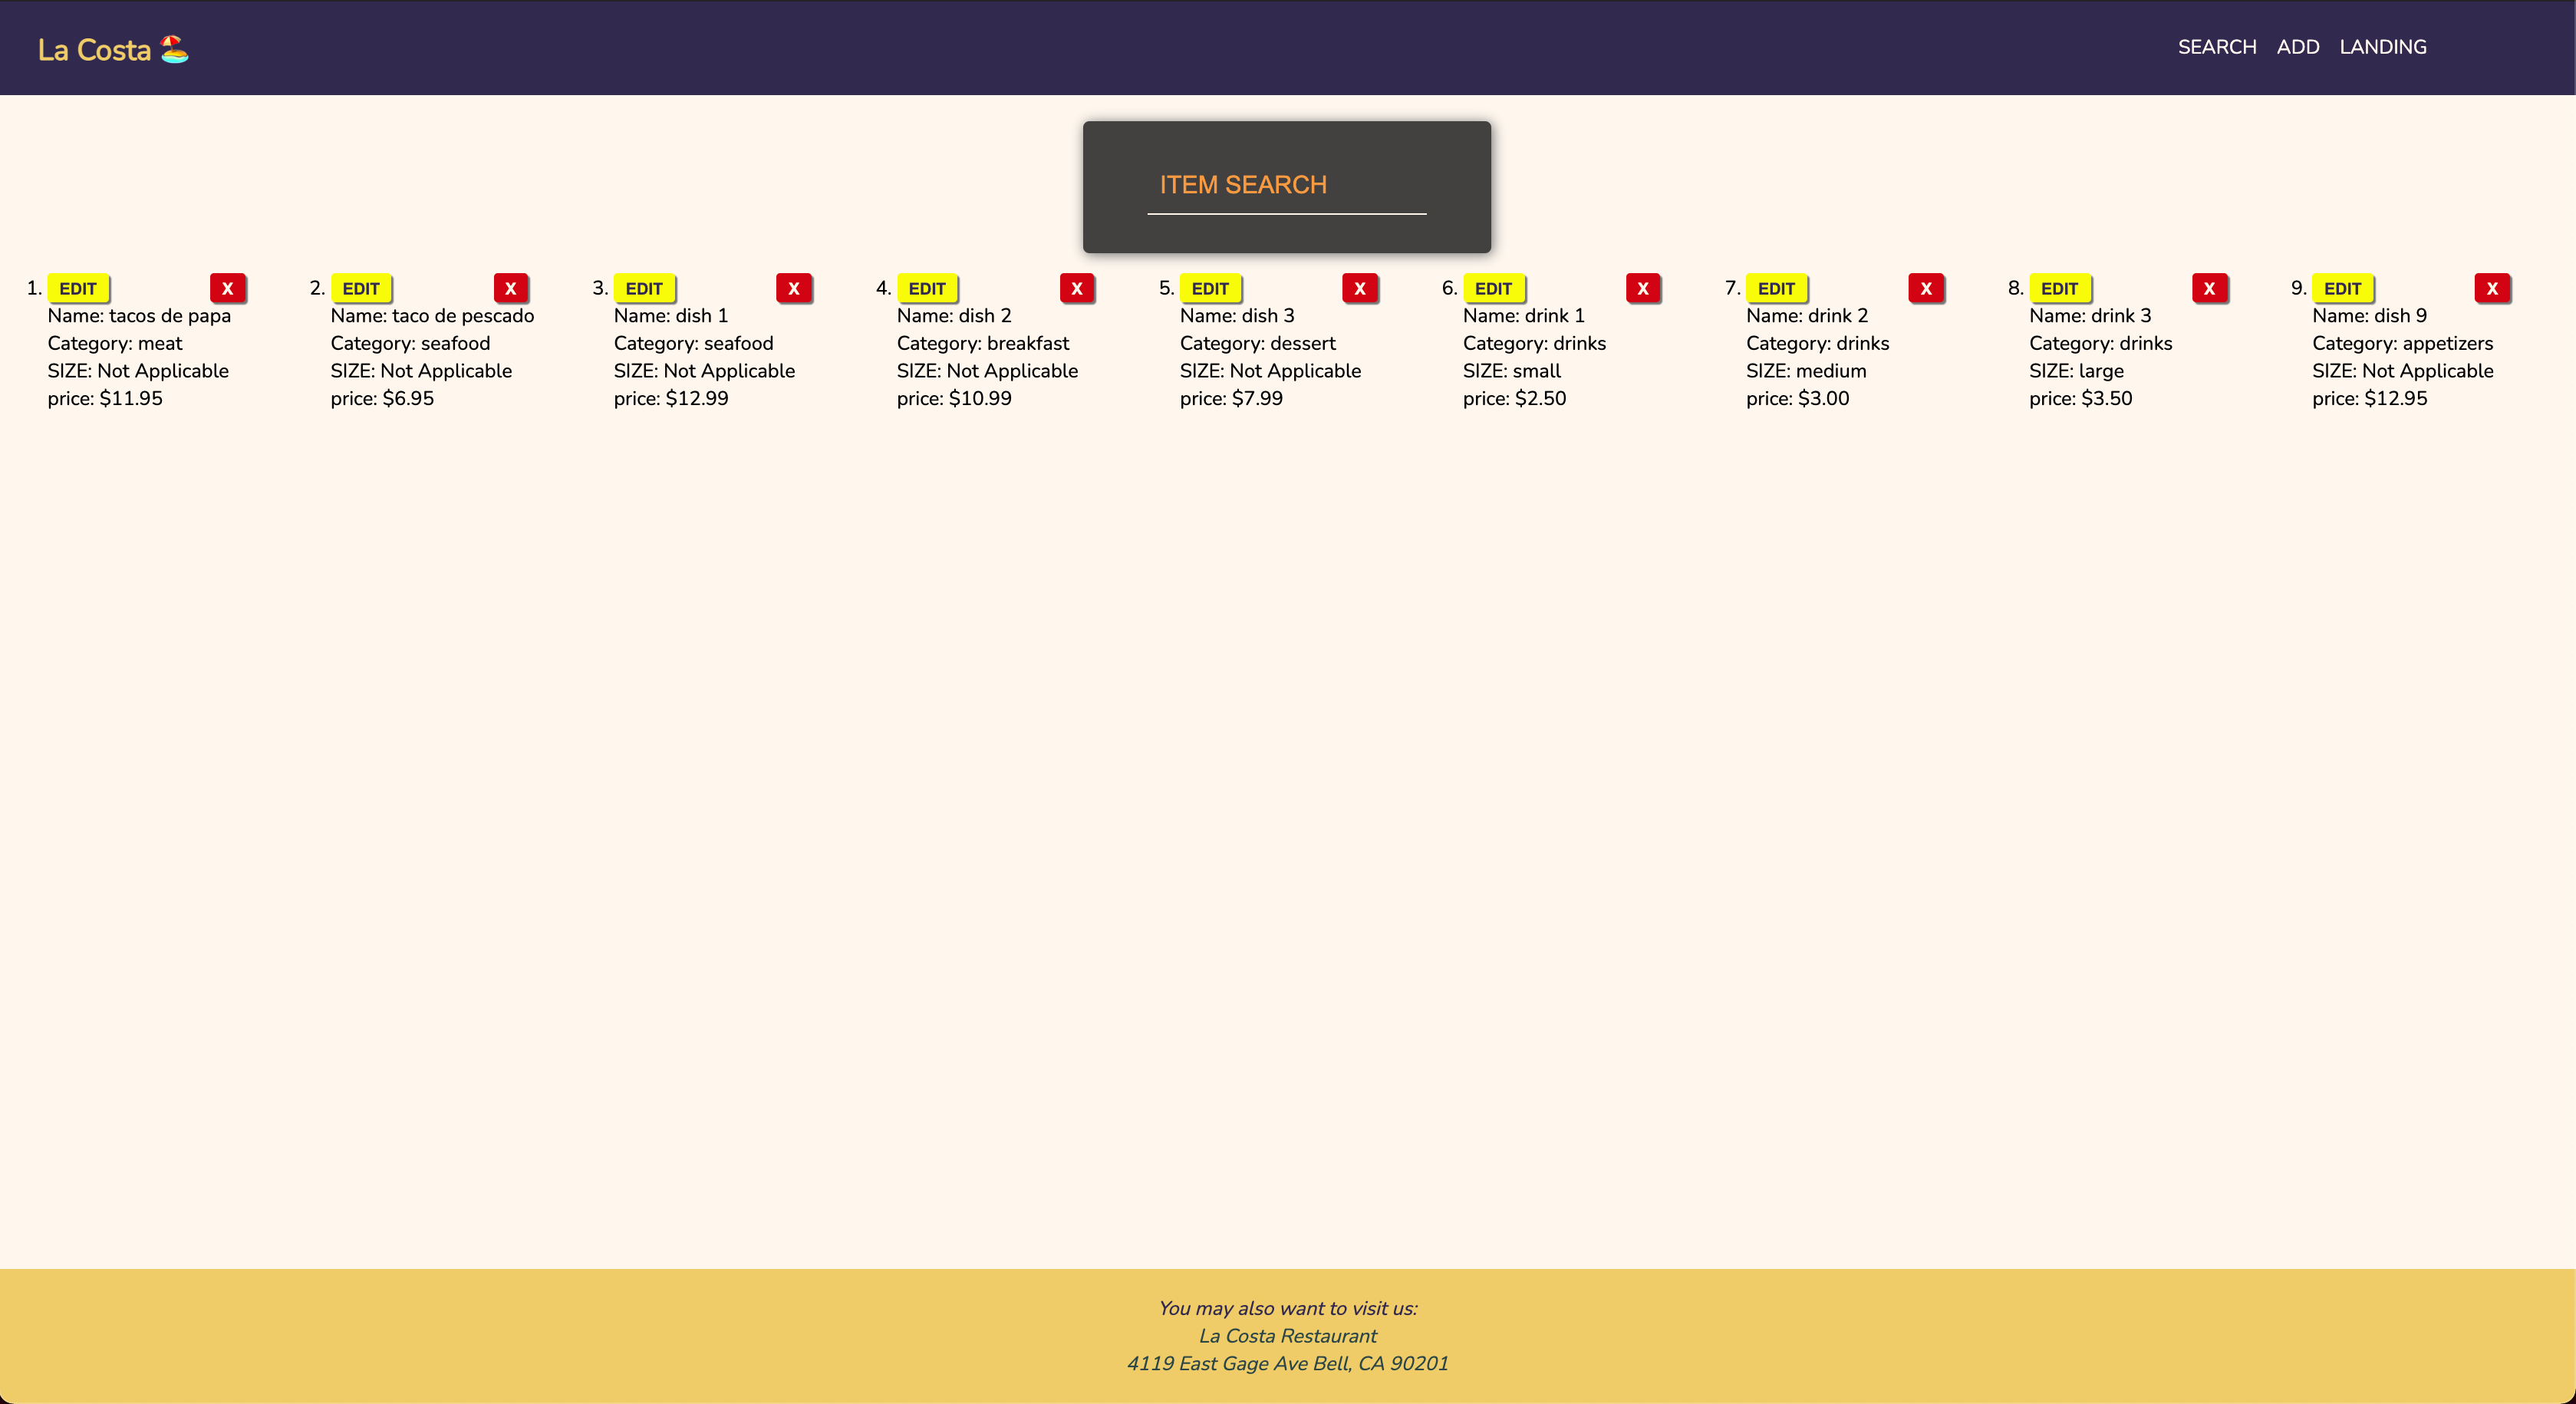 La Costa 🏖️
SEARCH ADD LANDING
ITEM SEARCH
1. EDIT X
Name: tacos de papa
Category: meat
SIZE: Not Applicable
price: $11.95
2. EDIT X
Name: taco de pescado
Category: seafood
SIZE: Not Applicable
price: $6.95
3. EDIT X
Name: dish 1
Category: seafood
SIZE: Not Applicable
price: $12.99
4. EDIT X
Name: dish 2
Category: breakfast
SIZE: Not Applicable
price: $10.99
5. EDIT X
Name: dish 3
Category: dessert
SIZE: Not Applicable
price: $7.99
6. EDIT X
Name: drink 1
Category: drinks
SIZE: small
price: $2.50
7. EDIT X
Name: drink 2
Category: drinks
SIZE: medium
price: $3.00
8. EDIT X
Name: drink 3
Category: drinks
SIZE: large
price: $3.50
9. EDIT X
Name: dish 9
Category: appetizers
SIZE: Not Applicable
price: $12.95
You may also want to visit us:
La Costa Restaurant
4119 East Gage Ave Bell, CA 90201